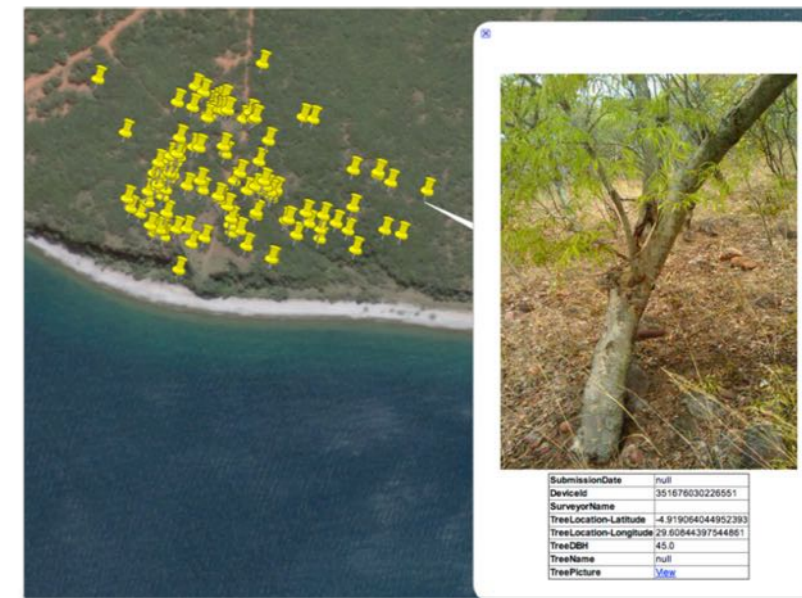 SubmissionDate null
DeviceId 351676030226551
SurveyorName
TreeLocation-Latitude -4.919064044952393
TreeLocation-Longitude 29.60844397544861
TreeDBH 45.0
TreeName null
TreePicture View